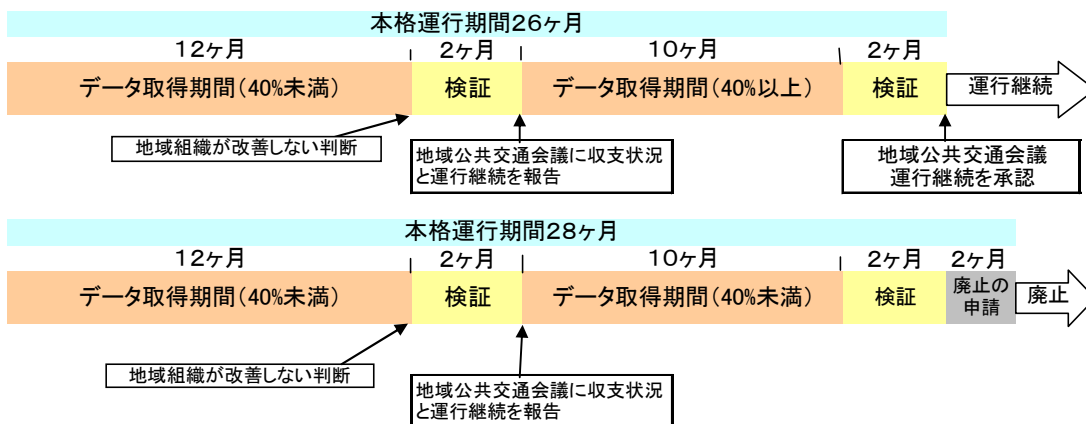 本格運行期間26ヶ月
12ヶ月
2ヶ月
10ヶ月
2ヶ月
データ取得期間(40%未満)
検証
データ取得期間(40%以上)
検証
運行継続
地域組織が改善しない判断
地域公共交通会議に収支状況
と運行継続を報告
地域公共交通会議
運行継続を承認
本格運行期間28ヶ月
12ヶ月
2ヶ月
10ヶ月
2ヶ月
2ヶ月
データ取得期間(40%未満)
検証
データ取得期間(40%未満)
検証
廃止の
申請
廃止
地域組織が改善しない判断
地域公共交通会議に収支状況
と運行継続を報告